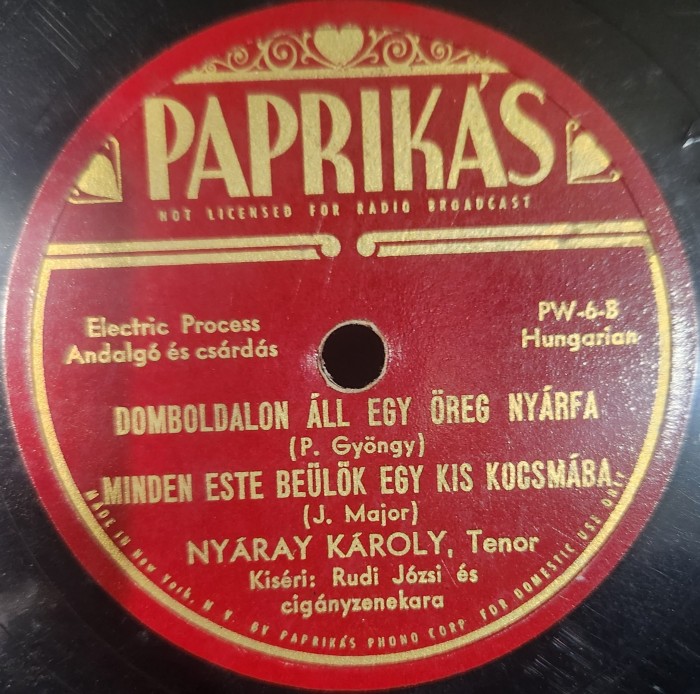 PAPRIKÁS
NOT LICENSED FOR RADIO BROADCAST
Electric Process
Andalgó és csárdás
PW-6-B
Hungarian
DOMBOLDALON ÁLL EGY ÖREG NYÁRFA
(P. Gyöngy)
MINDEN ESTE BEÜLÖK EGY KIS KOCSMÁBA
(J. Major)
NYÁRAY KÁROLY, Tenor
Kiséri: Rudi Józsi és
cigányzenekara
MADE IN New York, N. Y. BY PAPRIKÁS PHONO CORP FOR DOMESTIC USE ONLY